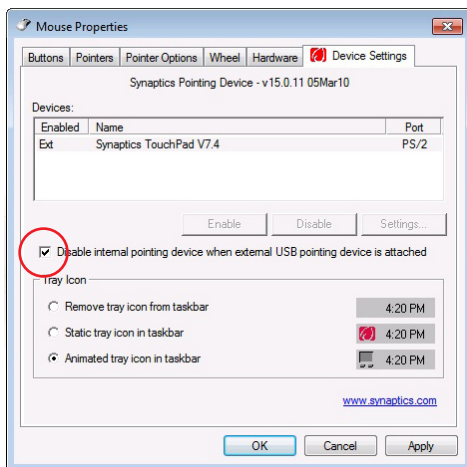 Mouse Properties
Buttons Pointers Pointer Options Wheel Hardware Device Settings
Synaptics Pointing Device - v15.0.11 05Mar10
Devices:
Enabled Name Port
Ext Synaptics TouchPad V7.4 PS/2
Enable Disable Settings...
Disable internal pointing device when external USB pointing device is attached
Tray Icon
Remove tray icon from taskbar 4:20 PM
Static tray icon in taskbar 4:20 PM
Animated tray icon in taskbar 4:20 PM
www.synaptics.com
OK Cancel Apply